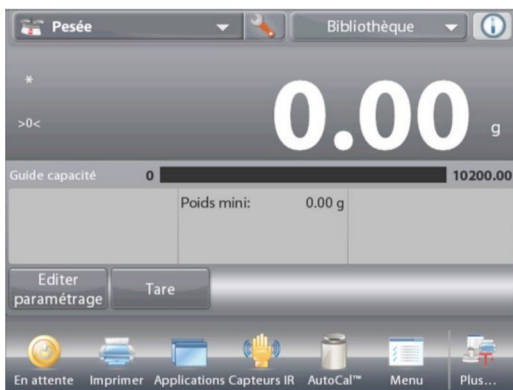 Pesée
Bibliothèque
*
>0<
0.00 g
Guide capacité 0 10200.00
Poids mini: 0.00 g
Editer
paramétrage
Tare
En attente Imprimer Applications Capteurs IR AutoCal™ Menu Plus...